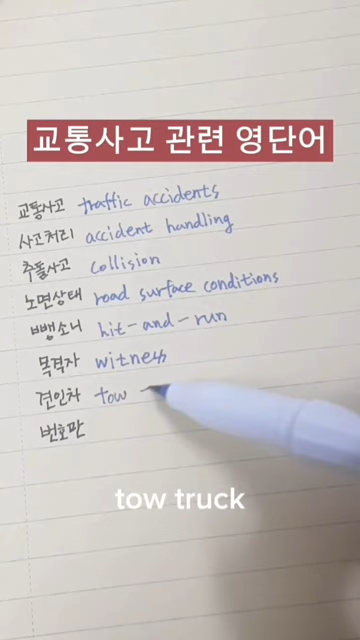 교통사고 관련 영단어
교통사고 traffic accidents
사고처리 accident handling
추돌사고 collision
노면상태 road surface conditions
뺑소니 hit-and-run
목격자 witness
견인차 tow
번호판
tow truck